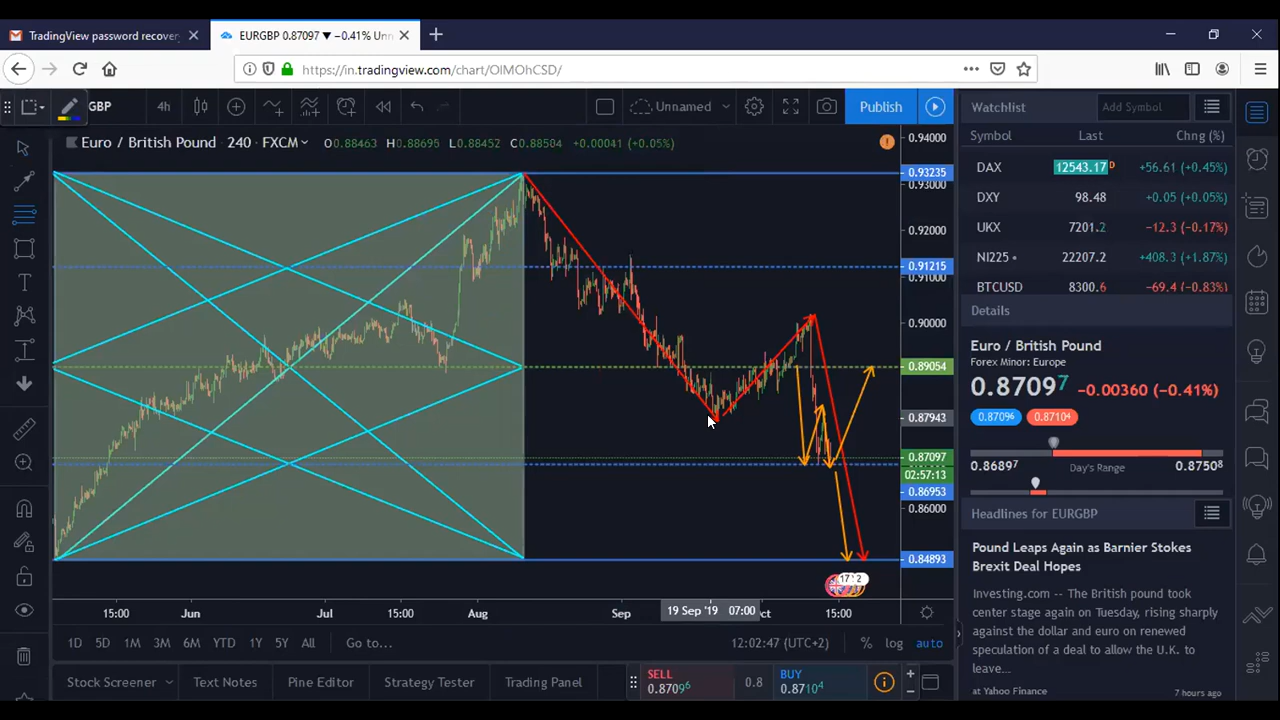 TradingView password recovery
EURGBP 0.87097 ▼ −0.41% Unn
https://in.tradingview.com/chart/OIMOhCSD/
GBP 4h Unnamed Publish
Watchlist Add Symbol
Euro / British Pound 240 FXCM O0.88463 H0.88695 L0.88452 C0.88504 +0.00041 (+0.05%)
Symbol Last Chng (%)
DAX 12543.17 D +56.61 (+0.45%)
DXY 98.48 +0.05 (+0.05%)
UKX 7201.2 −12.3 (−0.17%)
NI225 22207.2 +408.3 (+1.87%)
BTCUSD 8300.6 −69.4 (−0.83%)
0.94000
0.93235
0.93000
0.92000
0.91215
0.91000
0.90000
0.89054
0.87943
0.87097
02:57:13
0.86953
0.86000
0.84893
Details
Euro / British Pound
Forex Minor: Europe
0.87097 −0.00360 (−0.41%)
0.87096 0.87104
0.86897 Day's Range 0.87508
Headlines for EURGBP
Pound Leaps Again as Barnier Stokes
Brexit Deal Hopes
Investing.com -- The British pound took
center stage again on Tuesday, rising sharply
against the dollar and euro on renewed
speculation of a deal to allow the U.K. to
leave...
at Yahoo Finance 7 hours ago
17 2
15:00 Jun Jul 15:00 Aug Sep 19 Sep '19 07:00 Oct 15:00
1D 5D 1M 3M 6M YTD 1Y 5Y All Go to... 12:02:47 (UTC+2) % log auto
Stock Screener Text Notes Pine Editor Strategy Tester Trading Panel
SELL
0.87096
0.8
BUY
0.87104